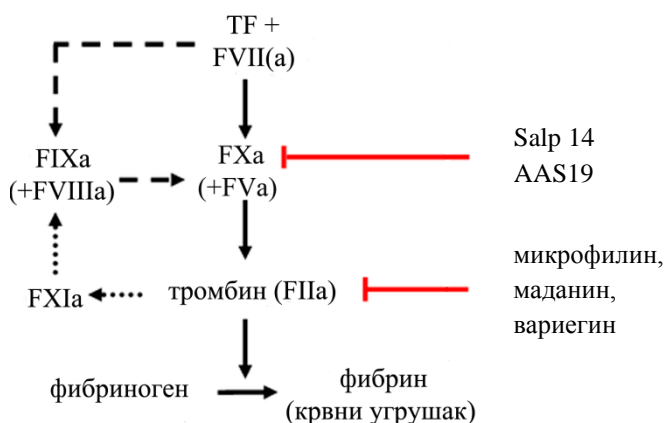 TF +
FVII(a)
FIXa
(+FVIIIa)
FXa
(+FVa)
Salp 14
AAS19
FXIa
тромбин (FIIa)
микрофилин,
маданин,
вариегин
фибриноген
фибрин
(крвни угрушак)